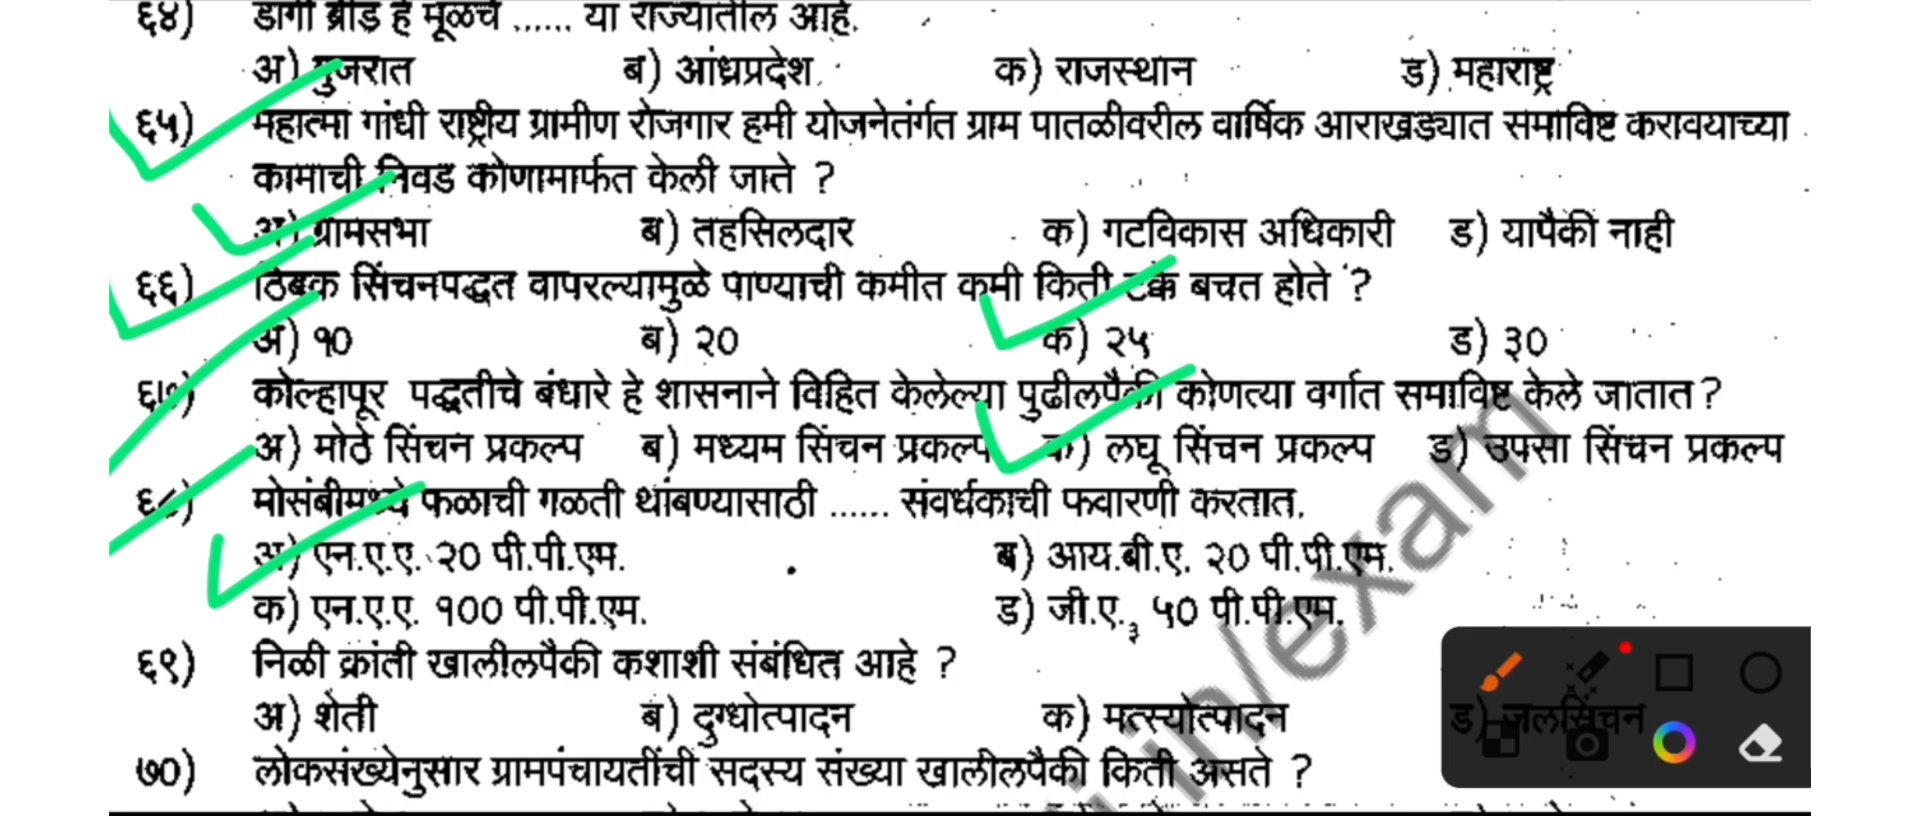 ६४) डांगी ब्रीड हे मूळचे ...... या राज्यातील आहे.
अ) गुजरात ब) आंध्रप्रदेश क) राजस्थान ड) महाराष्ट्र
६५) महात्मा गांधी राष्ट्रीय ग्रामीण रोजगार हमी योजनेतंर्गत ग्राम पातळीवरील वार्षिक आराखड्यात समाविष्ट करावयाच्या
कामाची निवड कोणामार्फत केली जाते ?
अ) ग्रामसभा ब) तहसिलदार क) गटविकास अधिकारी ड) यापैकी नाही
६६) ठिबक सिंचनपद्धत वापरल्यामुळे पाण्याची कमीत कमी किती टक्के बचत होते ?
अ) १० ब) २० क) २५ ड) ३०
६७) कोल्हापूर पद्धतीचे बंधारे हे शासनाने विहित केलेल्या पुढीलपैकी कोणत्या वर्गात समाविष्ट केले जातात ?
अ) मोठे सिंचन प्रकल्प ब) मध्यम सिंचन प्रकल्प क) लघू सिंचन प्रकल्प ड) उपसा सिंचन प्रकल्प
६८) मोसंबीमध्ये फळाची गळती थांबण्यासाठी ...... संवर्धकाची फवारणी करतात.
अ) एन.ए.ए. २० पी.पी.एम. ब) आय.बी.ए. २० पी.पी.एम.
क) एन.ए.ए. १०० पी.पी.एम. ड) जी.ए.३ ५० पी.पी.एम.
६९) निळी क्रांती खालीलपैकी कशाशी संबंधित आहे ?
अ) शेती ब) दुग्धोत्पादन क) मत्स्योत्पादन ड) जलसिंचन
७०) लोकसंख्येनुसार ग्रामपंचायतींची सदस्य संख्या खालीलपैकी किती असते ?
in/exam